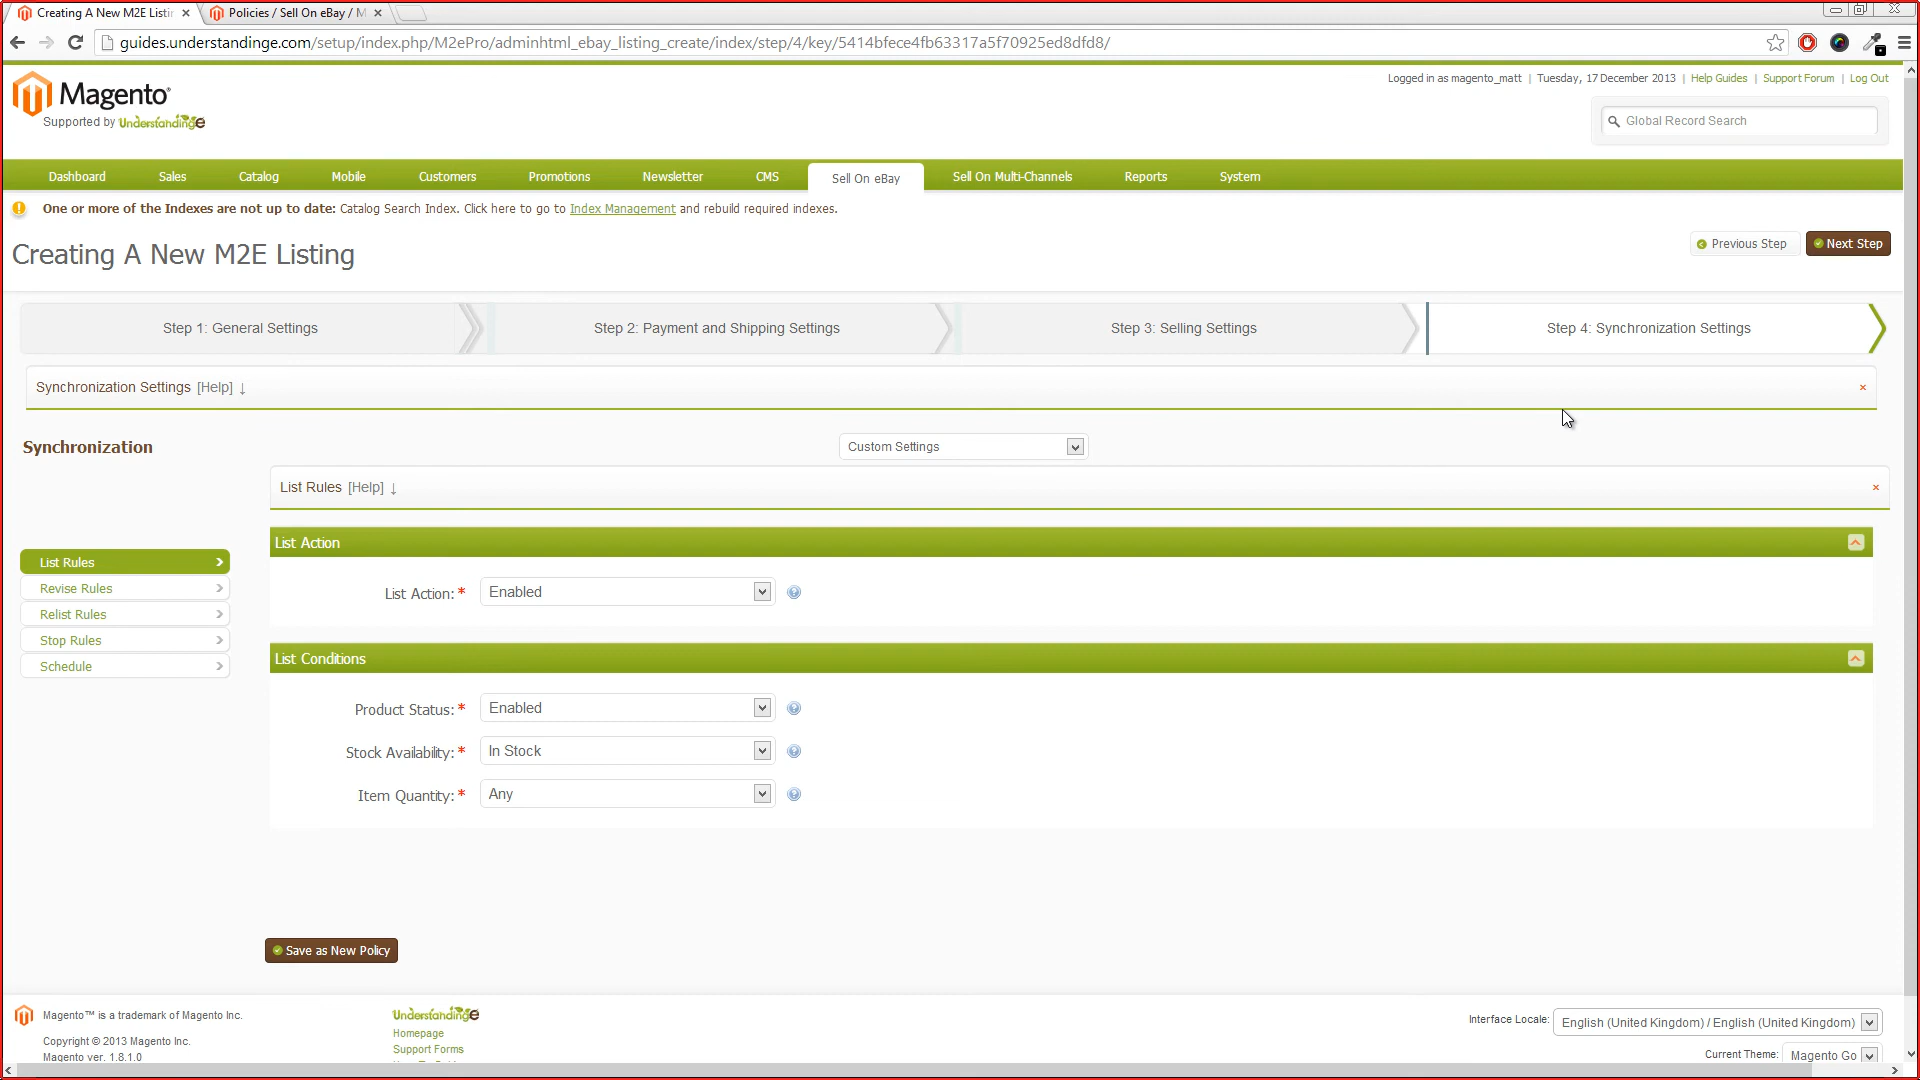 Creating A New M2E Listin
Policies / Sell On eBay / M
guides.understandinge.com/setup/index.php/M2ePro/adminhtml_ebay_listing_create/index/step/4/key/5414bfece4fb63317a5f70925ed8dfd8/
Magento
Supported by Understandinge
Logged in as magento_matt | Tuesday, 17 December 2013 | Help Guides | Support Forum | Log Out
Global Record Search
Dashboard Sales Catalog Mobile Customers Promotions Newsletter CMS Sell On eBay Sell On Multi-Channels Reports System
One or more of the Indexes are not up to date: Catalog Search Index. Click here to go to Index Management and rebuild required indexes.
Creating A New M2E Listing
Previous Step
Next Step
Step 1: General Settings
Step 2: Payment and Shipping Settings
Step 3: Selling Settings
Step 4: Synchronization Settings
Synchronization Settings [Help] ↓
Synchronization
Custom Settings
List Rules [Help] ↓
List Rules
Revise Rules
Relist Rules
Stop Rules
Schedule
List Action
List Action: * Enabled
List Conditions
Product Status: * Enabled
Stock Availability: * In Stock
Item Quantity: * Any
Save as New Policy
Magento™ is a trademark of Magento Inc.
Copyright © 2013 Magento Inc.
Magento ver. 1.8.1.0
Understandinge
Homepage
Support Forms
Interface Locale: English (United Kingdom) / English (United Kingdom)
Current Theme: Magento Go